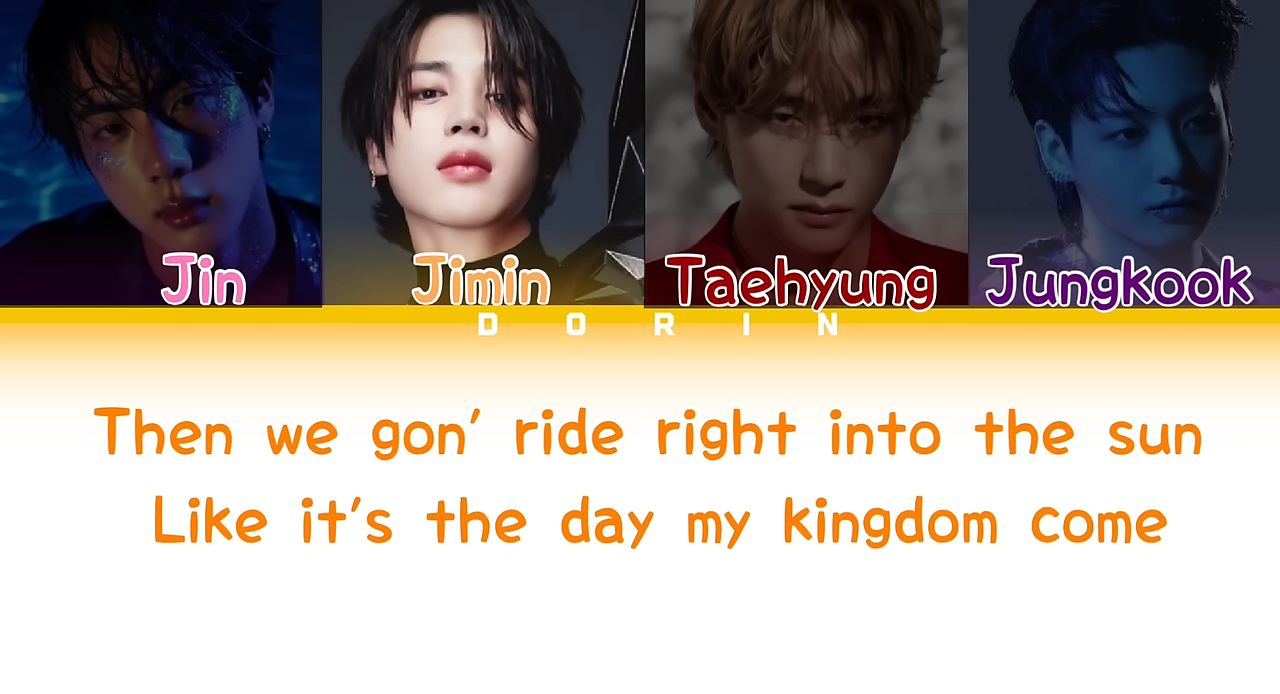 Jin Jimin Taehyung Jungkook
DORIN
Then we gon' ride right into the sun
Like it's the day my kingdom come